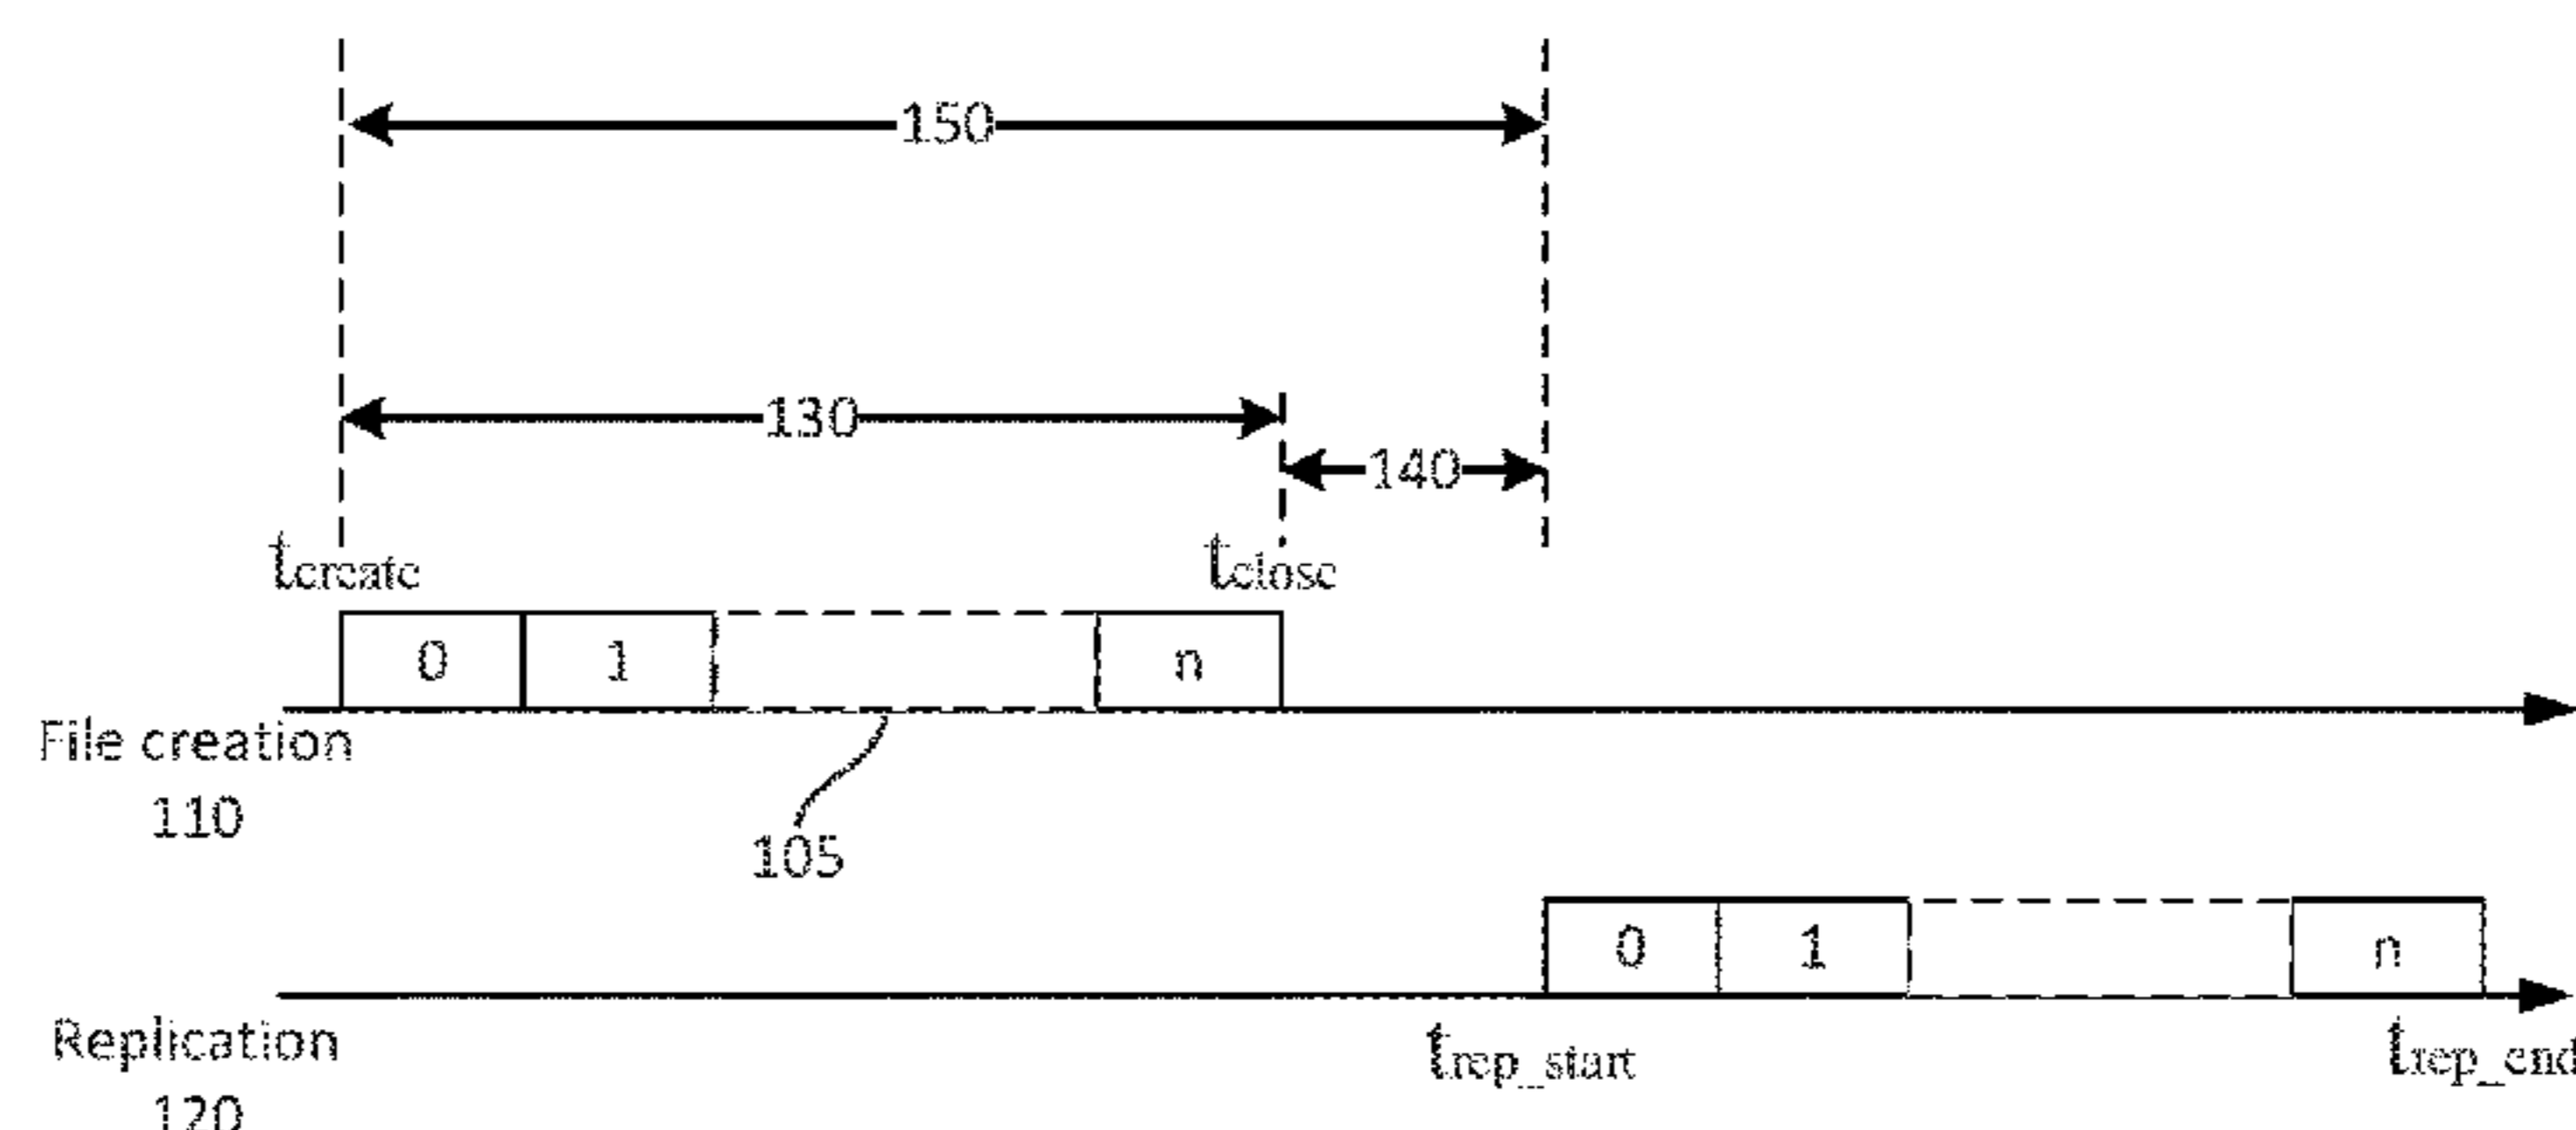 150
130
140
tcreate
tclose
0 1 n
File creation
110
105
0 1 n
Replication
trep_start
trep_end
120